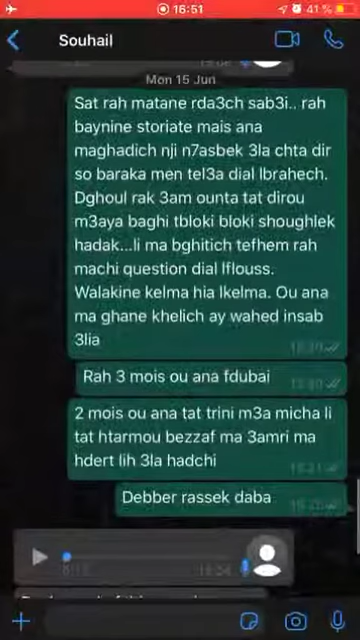 16:51
41 %
Souhail
Mon 15 Jun
Sat rah matane rda3ch sab3i.. rah
baynine storiate mais ana
maghadich nji n7asbek 3la chta dir
so baraka men tel3a dial lbrahech.
Dghoul rak 3am ounta tat dirou
m3aya baghi tbloki bloki shoughlek
hadak...li ma bghitich tefhem rah
machi question dial lflouss.
Walakine kelma hia lkelma. Ou ana
ma ghane khelich ay wahed insab
3lia
Rah 3 mois ou ana fdubai
2 mois ou ana tat trini m3a micha li
tat htarmou bezzaf ma 3amri ma
hdert lih 3la hadchi
Debber rassek daba